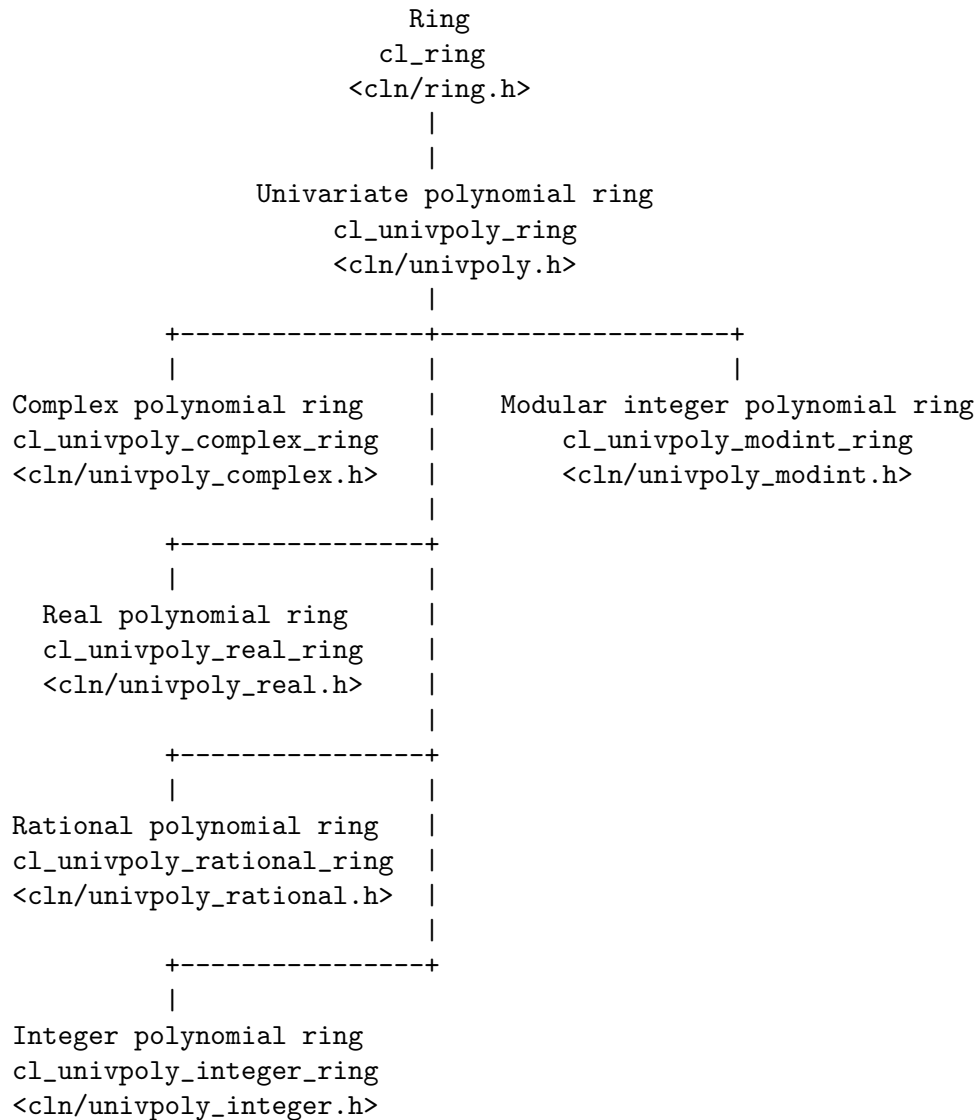 Ring
cl_ring
<cln/ring.h>
|
|
Univariate polynomial ring
cl_univpoly_ring
<cln/univpoly.h>
|
+----------------+-------------------+
| | |
Complex polynomial ring | Modular integer polynomial ring
cl_univpoly_complex_ring | cl_univpoly_modint_ring
<cln/univpoly_complex.h> | <cln/univpoly_modint.h>
|
+----------------+
| |
Real polynomial ring |
cl_univpoly_real_ring |
<cln/univpoly_real.h> |
|
+----------------+
| |
Rational polynomial ring |
cl_univpoly_rational_ring |
<cln/univpoly_rational.h> |
|
+----------------+
|
Integer polynomial ring
cl_univpoly_integer_ring
<cln/univpoly_integer.h>